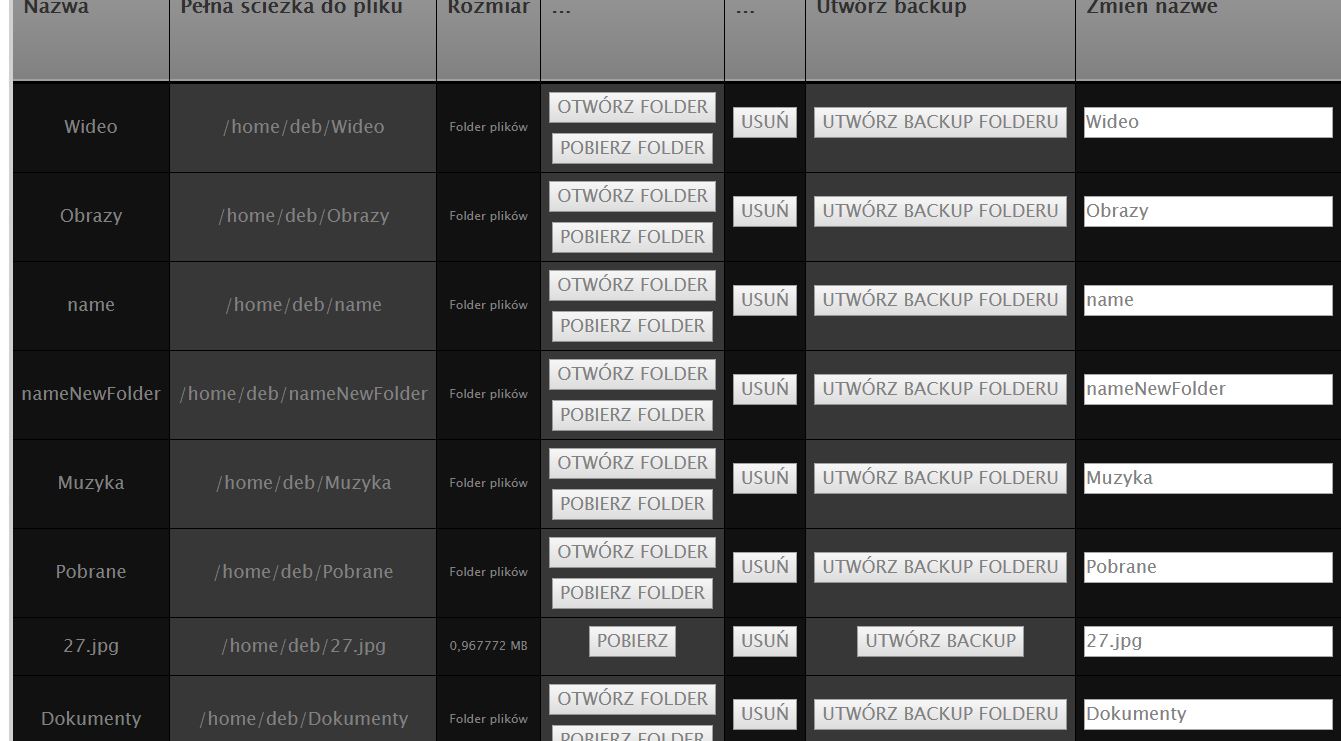 Nazwa Pełna ścieżka do pliku Rozmiar ... ... Utwórz backup Zmień nazwę
Wideo /home/deb/Wideo Folder plików OTWÓRZ FOLDER USUŃ UTWÓRZ BACKUP FOLDERU Wideo
POBIERZ FOLDER
Obrazy /home/deb/Obrazy Folder plików OTWÓRZ FOLDER USUŃ UTWÓRZ BACKUP FOLDERU Obrazy
POBIERZ FOLDER
name /home/deb/name Folder plików OTWÓRZ FOLDER USUŃ UTWÓRZ BACKUP FOLDERU name
POBIERZ FOLDER
nameNewFolder /home/deb/nameNewFolder Folder plików OTWÓRZ FOLDER USUŃ UTWÓRZ BACKUP FOLDERU nameNewFolder
POBIERZ FOLDER
Muzyka /home/deb/Muzyka Folder plików OTWÓRZ FOLDER USUŃ UTWÓRZ BACKUP FOLDERU Muzyka
POBIERZ FOLDER
Pobrane /home/deb/Pobrane Folder plików OTWÓRZ FOLDER USUŃ UTWÓRZ BACKUP FOLDERU Pobrane
POBIERZ FOLDER
27.jpg /home/deb/27.jpg 0,967772 MB POBIERZ USUŃ UTWÓRZ BACKUP 27.jpg
Dokumenty /home/deb/Dokumenty Folder plików OTWÓRZ FOLDER USUŃ UTWÓRZ BACKUP FOLDERU Dokumenty
POBIERZ FOLDER